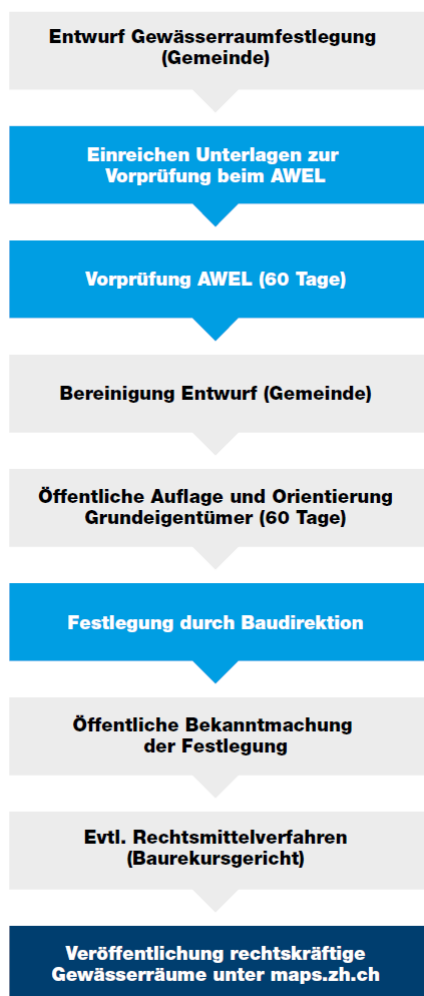 Entwurf Gewässerraumfestlegung
(Gemeinde)
Einreichen Unterlagen zur
Vorprüfung beim AWEL
Vorprüfung AWEL (60 Tage)
Bereinigung Entwurf (Gemeinde)
Öffentliche Auflage und Orientierung
Grundeigentümer (60 Tage)
Festlegung durch Baudirektion
Öffentliche Bekanntmachung
der Festlegung
Evtl. Rechtsmittelverfahren
(Baurekursgericht)
Veröffentlichung rechtskräftige
Gewässerräume unter maps.zh.ch